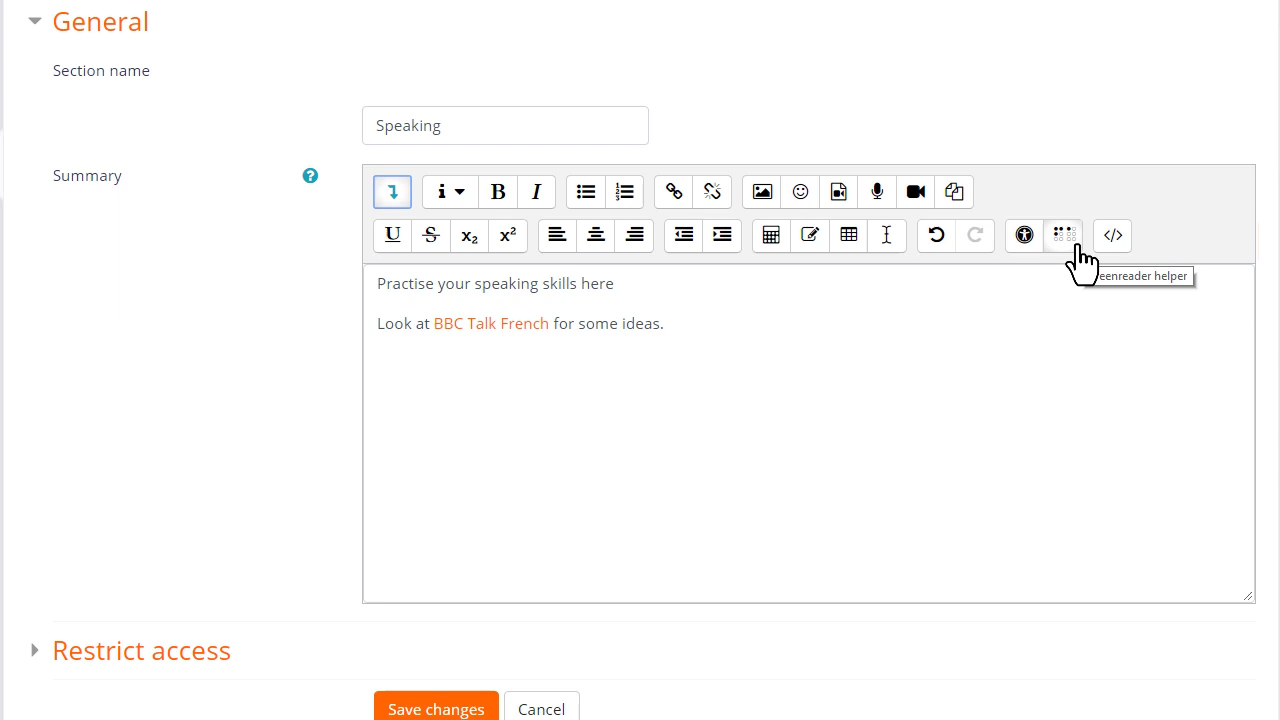 General
Section name
Speaking
Summary
Practise your speaking skills here
Look at BBC Talk French for some ideas.
helper
Restrict access
Save changes
Cancel